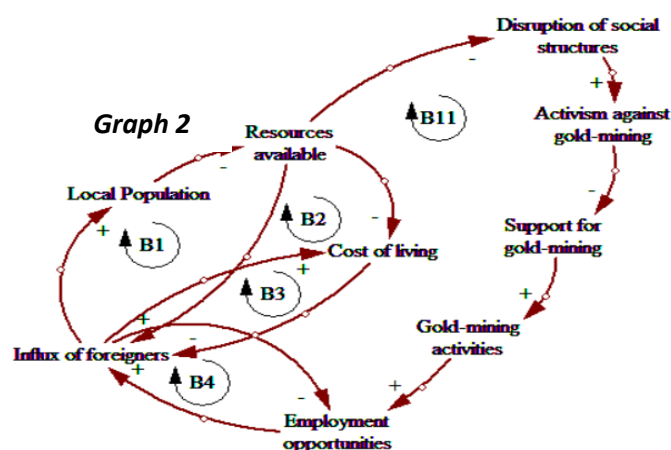 Disruption of social
structures
-
+
Graph 2
B11
Activism against
gold-mining
Resources
available
-
-
Local Population
+
B1
B2
-
Support for
gold-mining
Cost of living
+
B3
+
+
Gold-mining
activities
-
Influx of foreigners
+
B4
-
+
Employment
opportunities